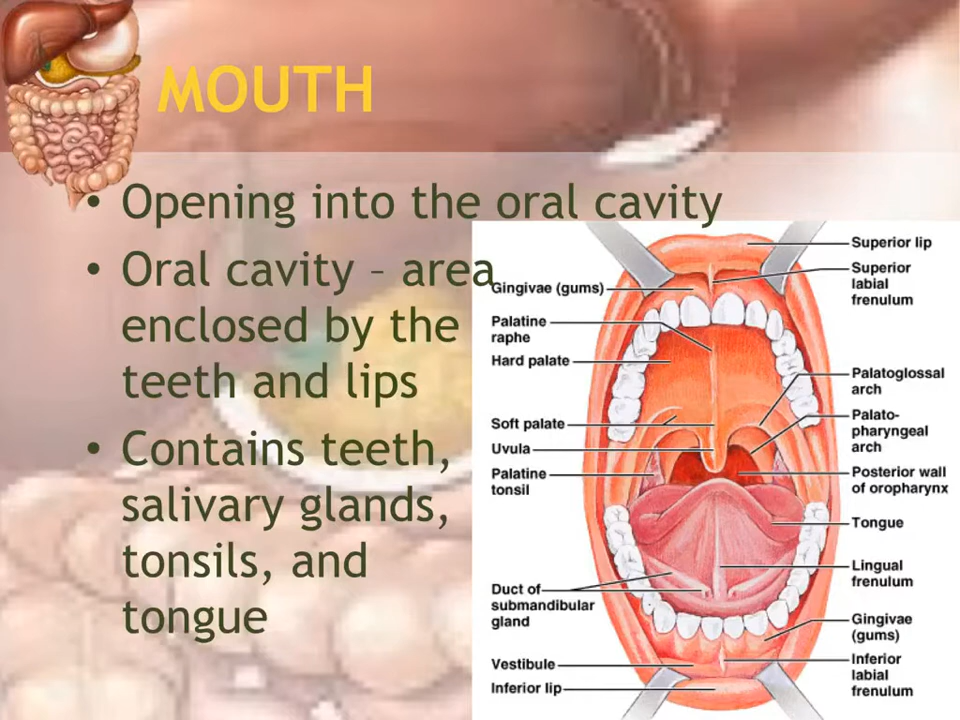 MOUTH
• Opening into the oral cavity
• Oral cavity – area
enclosed by the
teeth and lips
• Contains teeth,
salivary glands,
tonsils, and
tongue
Gingivae (gums)
Palatine
raphe
Hard palate
Soft palate
Uvula
Palatine
tonsil
Duct of
submandibular
gland
Vestibule
Inferior lip
Superior lip
Superior
labial
frenulum
Palatoglossal
arch
Palato-
pharyngeal
arch
Posterior wall
of oropharynx
Tongue
Lingual
frenulum
Gingivae
(gums)
Inferior
labial
frenulum